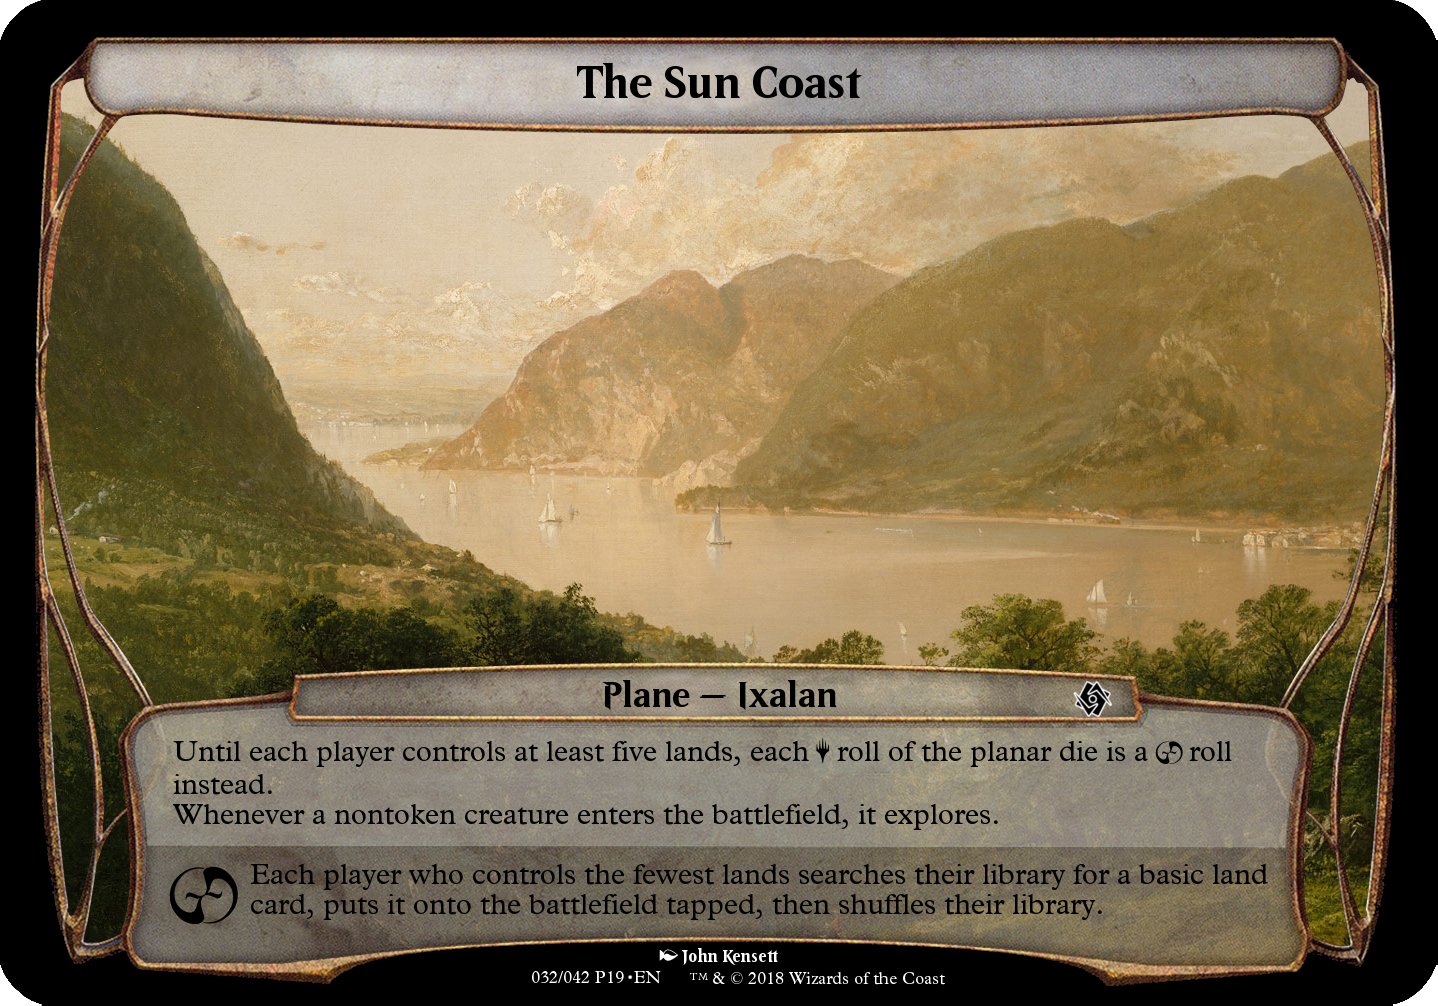 The Sun Coast
Plane — Ixalan
Until each player controls at least five lands, each roll of the planar die is a roll
instead.
Whenever a nontoken creature enters the battlefield, it explores.
Each player who controls the fewest lands searches their library for a basic land
card, puts it onto the battlefield tapped, then shuffles their library.
John Kensett
032/042 P19•EN ™ & © 2018 Wizards of the Coast